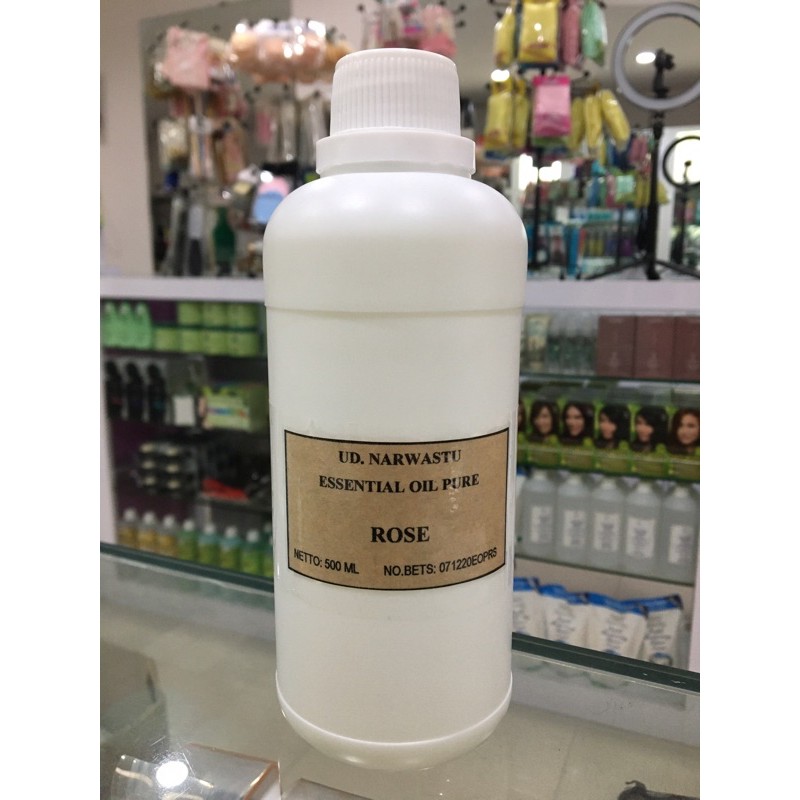 UD. NARWASTU
ESSENTIAL OIL PURE
ROSE
NETTO: 500 ML NO.BETS: 071220EOPRS